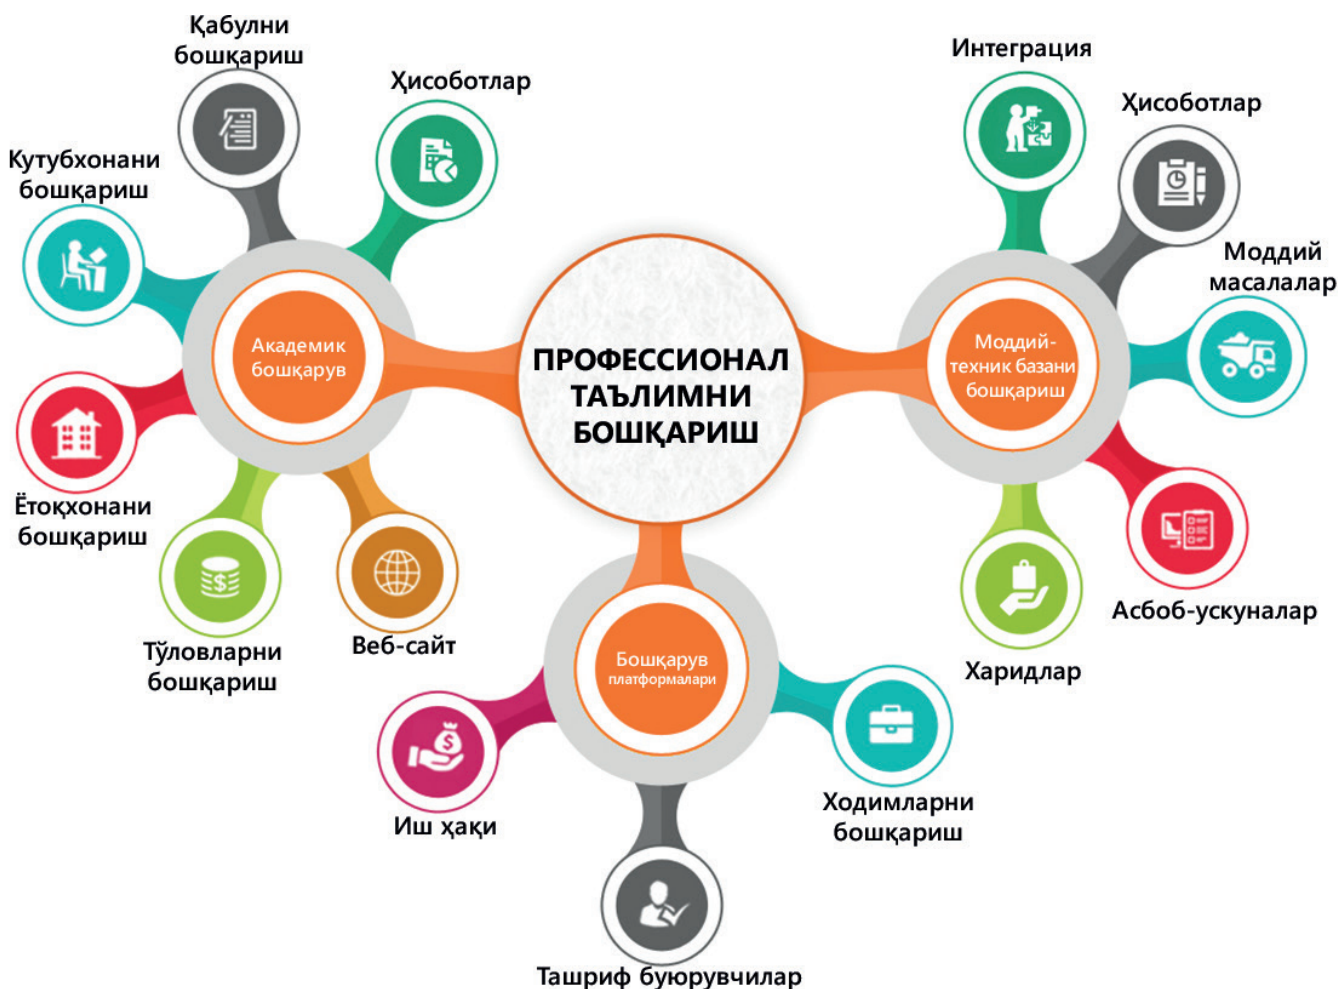 Қабулни
бошқариш
Ҳисоботлар
Кутубхонани
бошқариш
Академик
бошқарув
Ётоқхонани
бошқариш
Тўловларни
бошқариш
Веб-сайт
ПРОФЕССИОНАЛ
ТАЪЛИМНИ
БОШҚАРИШ
Интеграция
Ҳисоботлар
Моддий
масалалар
Моддий-
техник базани
бошқариш
Асбоб-ускуналар
Харидлар
Бошқарув
платформалари
Иш ҳақи
Ходимларни
бошқариш
Ташриф буюрувчилар